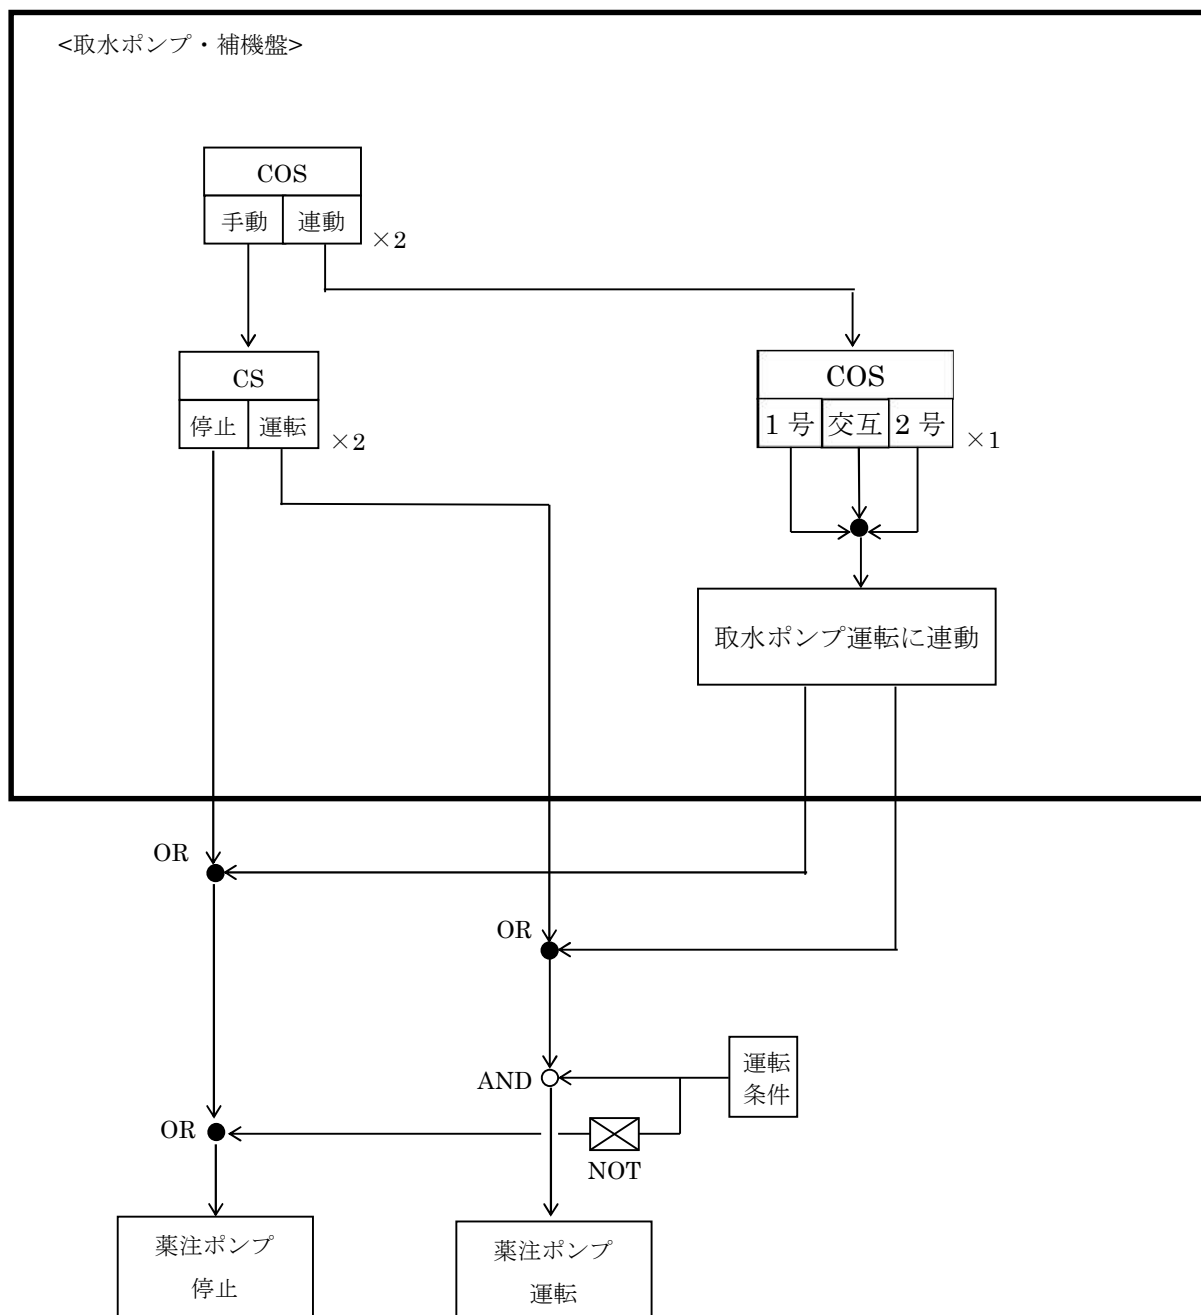 <取水ポンプ・補機盤>
COS
手動 連動 ×2
CS
停止 運転 ×2
COS
1 号 交互 2 号 ×1
取水ポンプ運転に連動
OR
OR
運転
条件
AND
OR
NOT
薬注ポンプ
停止
薬注ポンプ
運転